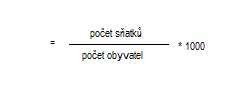 počet sňatků
= * 1000
počet obyvatel